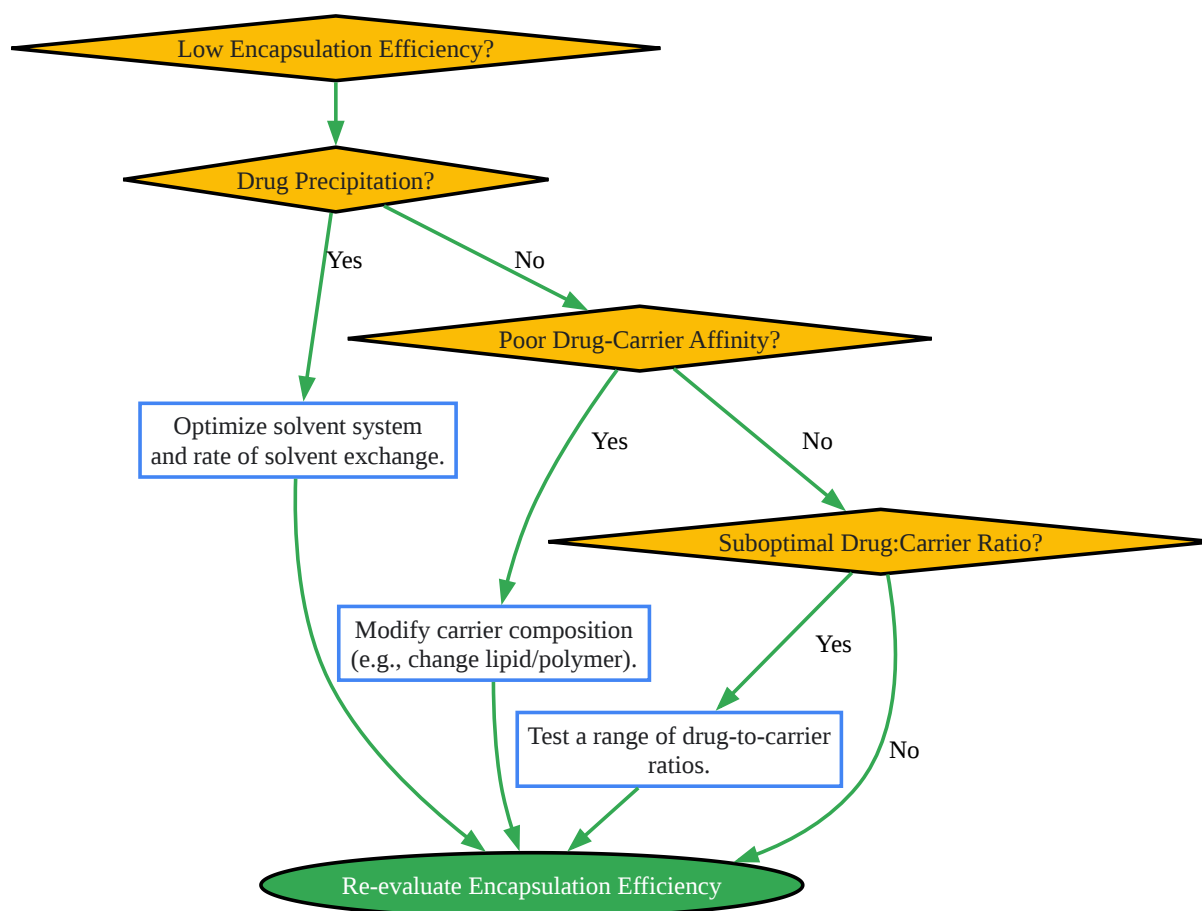 Low Encapsulation Efficiency?
Drug Precipitation?
Yes
No
Poor Drug-Carrier Affinity?
Optimize solvent system
and rate of solvent exchange.
Yes
No
Suboptimal Drug:Carrier Ratio?
Modify carrier composition
(e.g., change lipid/polymer).
Yes
Test a range of drug-to-carrier
ratios.
No
Re-evaluate Encapsulation Efficiency